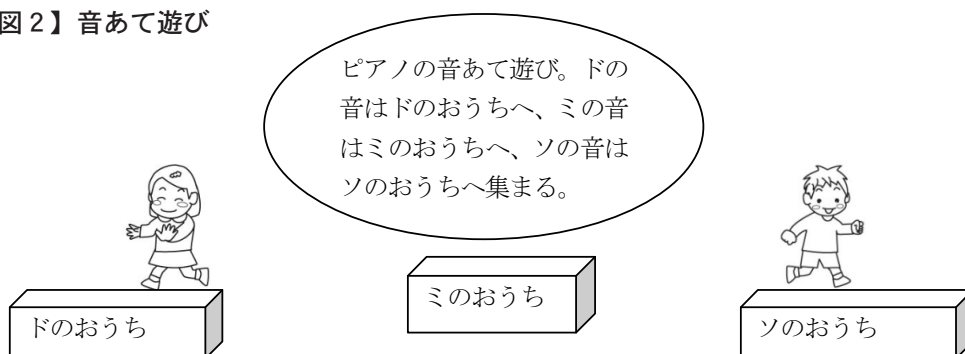 図２】音あて遊び
ピアノの音あて遊び。ドの
音はドのおうちへ、ミの音
はミのおうちへ、ソの音は
ソのおうちへ集まる。
ミのおうち
ドのおうち
ソのおうち